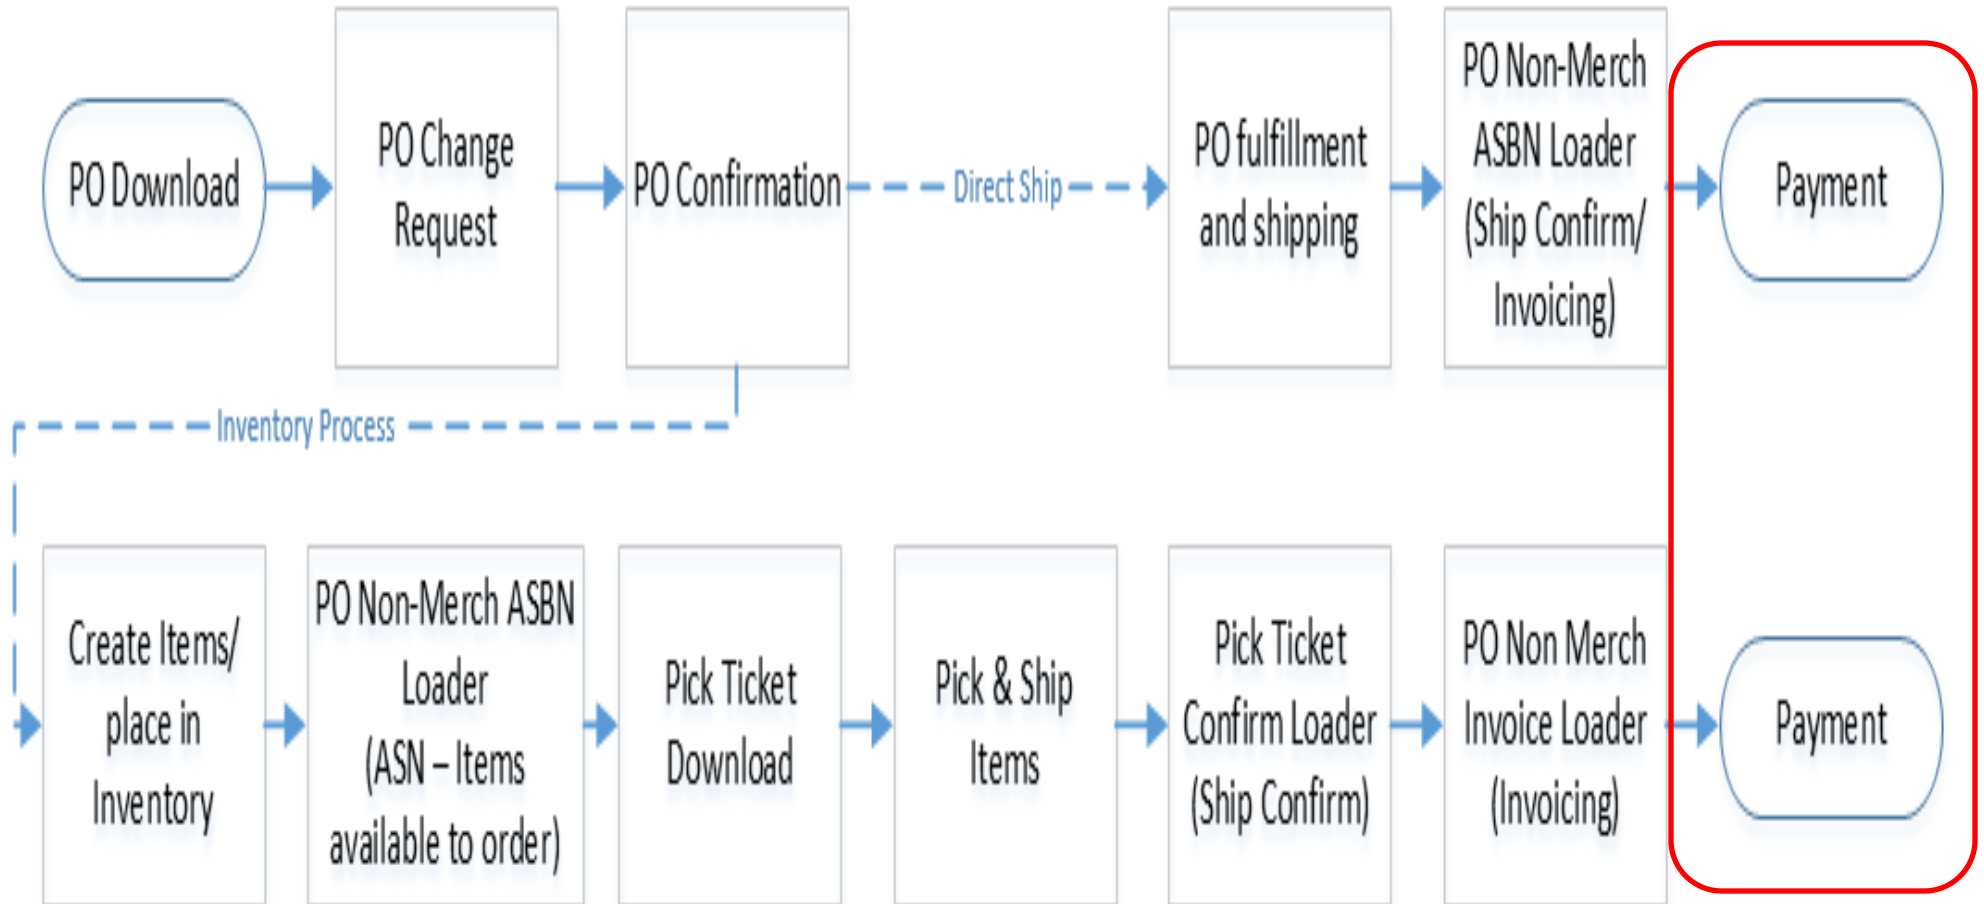 PO Download
PO Change
Request
PO Confirmation
Direct Ship
PO fulfillment
and shipping
PO Non-Merch
ASBN Loader
(Ship Confirm/
Invoicing)
Payment
Inventory Process
Create Items/
place in
Inventory
PO Non-Merch ASBN
Loader
(ASN – Items
available to order)
Pick Ticket
Download
Pick & Ship
Items
Pick Ticket
Confirm Loader
(Ship Confirm)
PO Non Merch
Invoice Loader
(Invoicing)
Payment